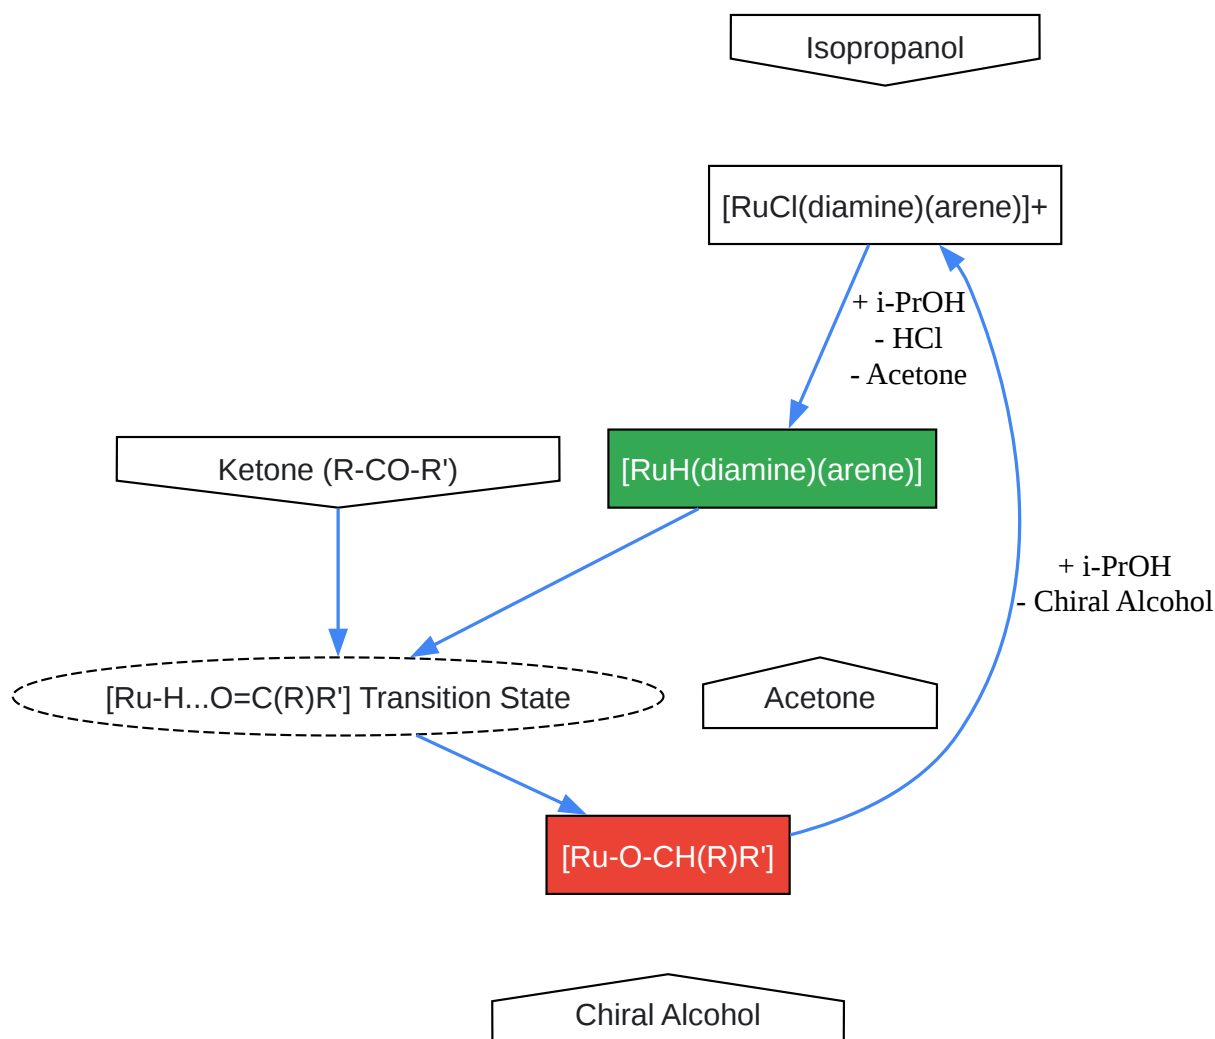 Isopropanol
[RuCl(diamine)(arene)]+
+ i-PrOH
- HCl
- Acetone
Ketone (R-CO-R')
[RuH(diamine)(arene)]
+ i-PrOH
- Chiral Alcohol
[Ru-H...O=C(R)R'] Transition State
Acetone
[Ru-O-CH(R)R']
Chiral Alcohol